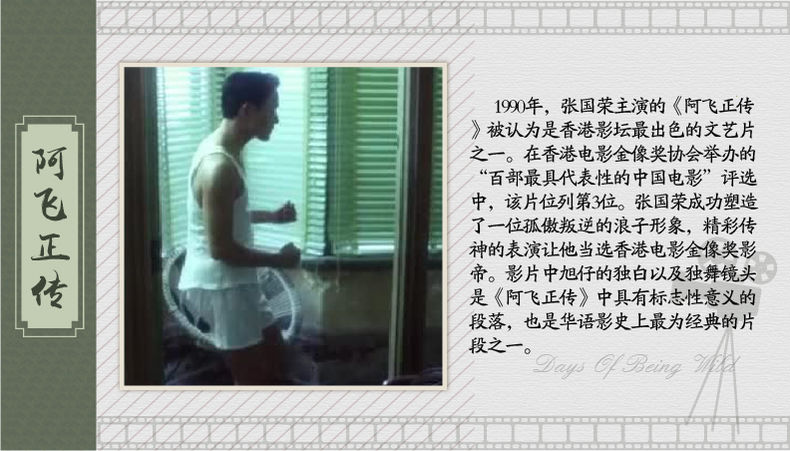 阿飞正传
1990年，张国荣主演的《阿飞正传
》被认为是香港影坛最出色的文艺片
之一。在香港电影金像奖协会举办的
“百部最具代表性的中国电影”评选
中，该片位列第3位。张国荣成功塑造
了一位孤傲叛逆的浪子形象，精彩传
神的表演让他当选香港电影金像奖影
帝。影片中旭仔的独白以及独舞镜头
是《阿飞正传》中具有标志性意义的
段落，也是华语影史上最为经典的片
段之一。
Days Of Being Wild